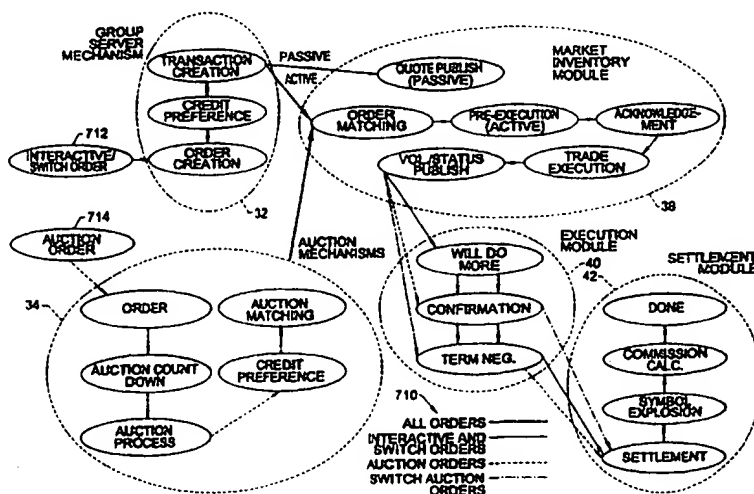 GROUP
SERVER
MECHANISM
TRANSACTION
CREATION
PASSIVE
ACTIVE
QUOTE PUBLISH
(PASSIVE)
MARKET
INVENTORY
MODULE
CREDIT
PREFERENCE
ORDER
MATCHING
PRE-EXECUTION
(ACTIVE)
ACKNOWLEDGE-
MENT
712
INTERACTIVE/
SWITCH ORDER
ORDER
CREATION
VOL/STATUS
PUBLISH
TRADE
EXECUTION
32
38
714
AUCTION
ORDER
AUCTION
MECHANISMS
EXECUTION
MODULE
40
SETTLEMENT
MODULE
42
34
WILL DO
MORE
ORDER
AUCTION
MATCHING
CONFIRMATION
DONE
AUCTION COUNT
DOWN
CREDIT
PREFERENCE
TERM NEG.
COMMISSION
CALC.
AUCTION
PROCESS
SYMBOL
EXPLOSION
SETTLEMENT
710
ALL ORDERS
INTERACTIVE AND
SWITCH ORDERS
AUCTION ORDERS
SWITCH AUCTION
ORDERS